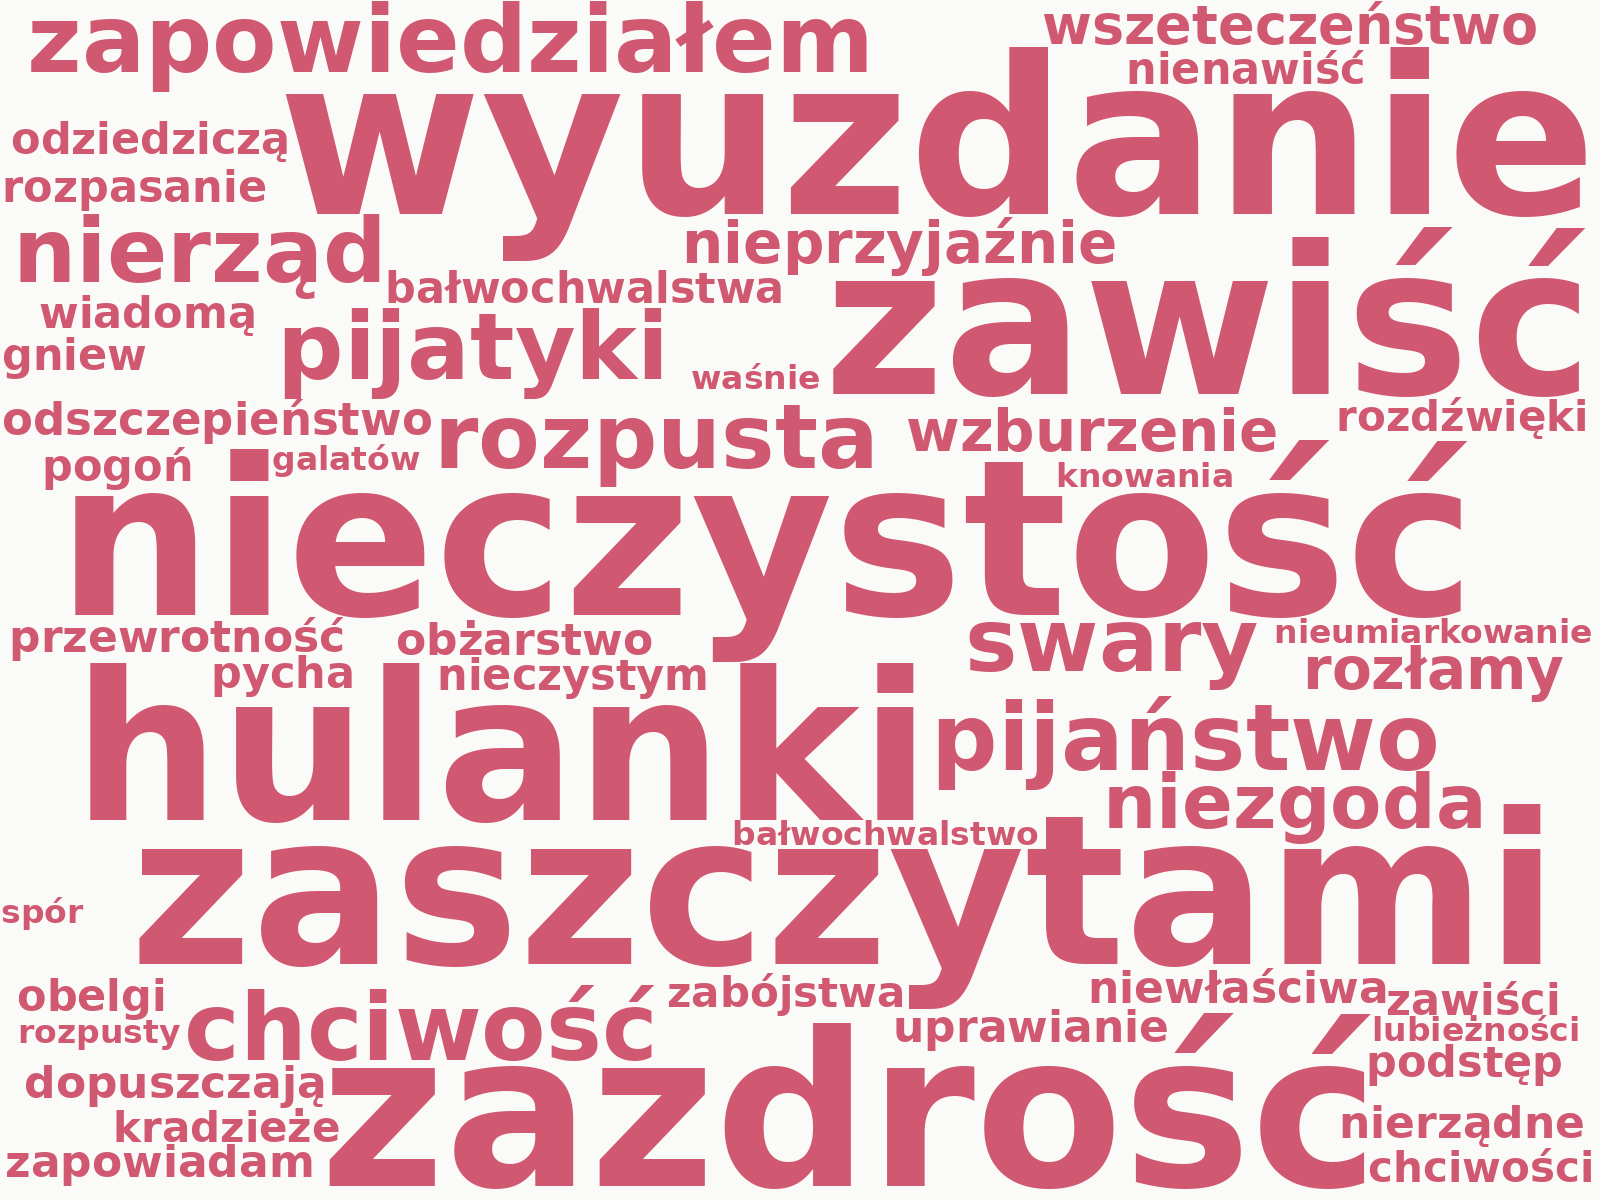 zapowiedziałem
wszeteczeństwo
nienawiść
wyuzdanie
odziedziczą
rozpasanie
nierząd
nieprzyjaźnie
bałwochwalstwa
zawiść
wiadomą
pijatyki
gniew
waśnie
odszczepieństwo
rozpusta
wzburzenie
rozdźwięki
pogoń
galatów
knowania
nieczystość
przewrotność
obżarstwo
swary
nieumiarkowanie
pycha
nieczystym
rozłamy
hulanki
pijaństwo
niezgoda
bałwochwalstwo
zaszczytami
spór
obelgi
zabójstwa
niewłaściwa
zawiści
rozpusty
chciwość
uprawianie
lubieżności
podstęp
dopuszczają
zazdrość
kradzieże
nierządne
zapowiadam
chciwości